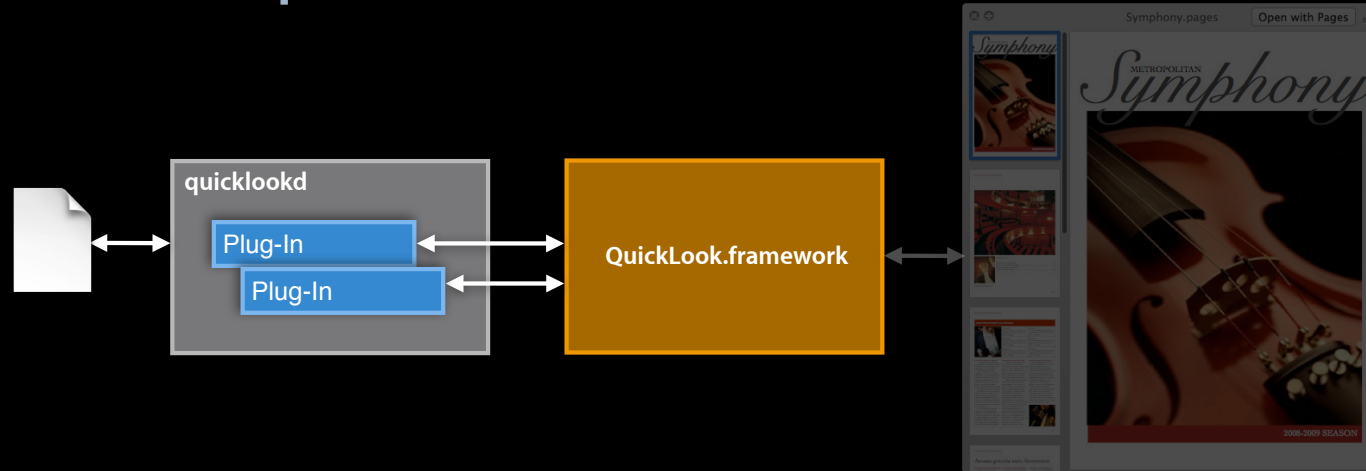 Symphony.pages
Open with Pages
Symphony
METROPOLITAN
Symphony
quicklookd
Plug-In
Plug-In
QuickLook.framework
2008-2009 SEASON